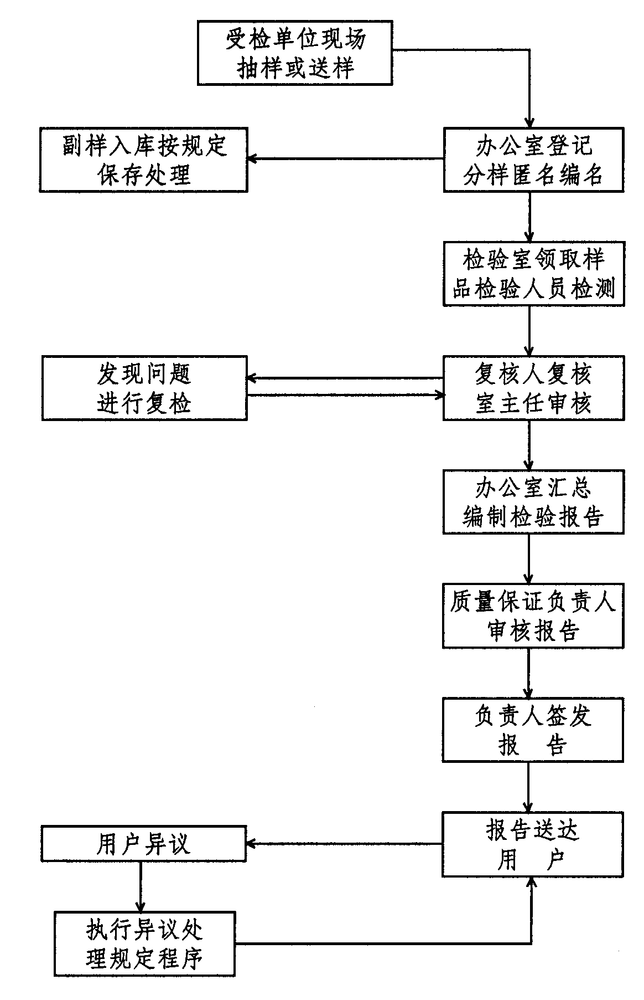 受检单位现场
抽样或送样
副样入库按规定
保存处理
办公室登记
分样匿名编名
检验室领取样
品检验人员检测
发现问题
进行复检
复核人复核
室主任审核
办公室汇总
编制检验报告
质量保证负责人
审核报告
负责人签发
报 告
报告送达
用 户
用户异议
执行异议处
理规定程序